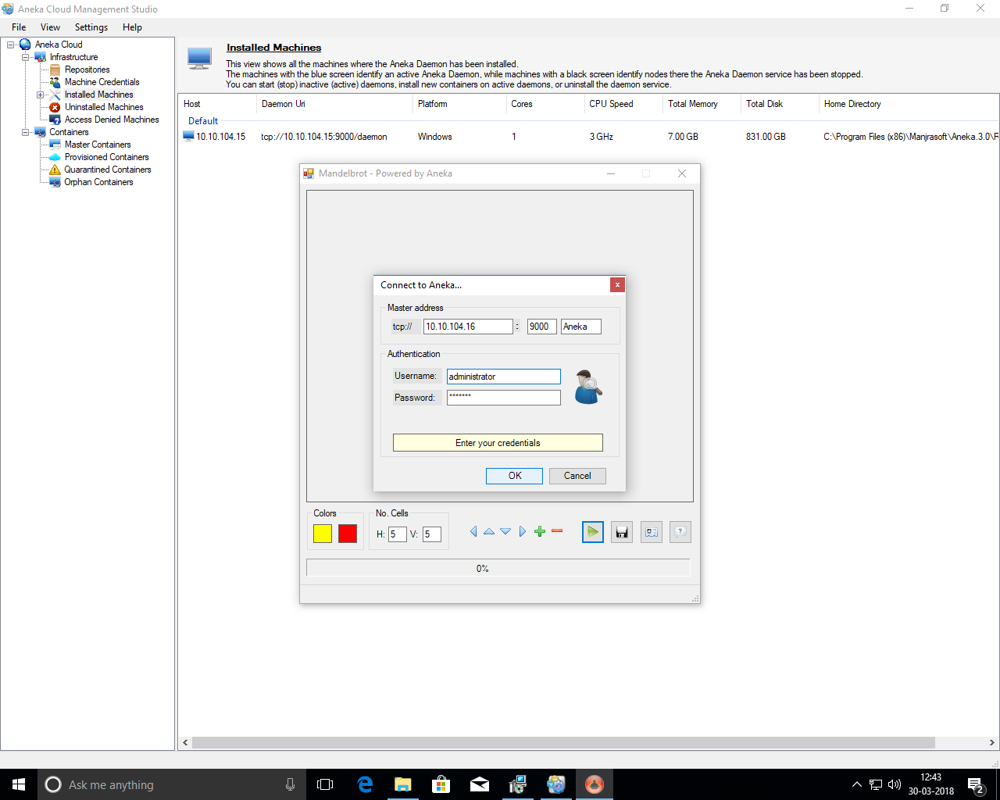 Aneka Cloud Management Studio
File View Settings Help
Aneka Cloud
Infrastructure
Repositories
Machine Credentials
Installed Machines
Uninstalled Machines
Access Denied Machines
Containers
Master Containers
Provisioned Containers
Quarantined Containers
Orphan Containers
Installed Machines
This view shows all the machines where the Aneka Daemon has been installed.
The machines with the blue screen identify an active Aneka Daemon, while machines with a black screen identify nodes there the Aneka Daemon service has been stopped.
You can start (stop) inactive (active) daemons, install new containers on active daemons, or uninstall the daemon service.
Host Daemon Uri Platform Cores CPU Speed Total Memory Total Disk Home Directory
Default
10.10.104.15 tcp://10.10.104.15:9000/daemon Windows 1 3 GHz 7.00 GB 831.00 GB C:\Program Files (x86)\Manjrasoft\Aneka.3.0\R
Mandelbrot - Powered by Aneka
Connect to Aneka...
x
Master address
tcp:// 10.10.104.16 : 9000 Aneka
Authentication
Username: administrator
Password: *******
Enter your credentials
OK Cancel
Colors No. Cells
H: 5 V: 5
?
0%
Ask me anything
12:43
30-03-2018
2